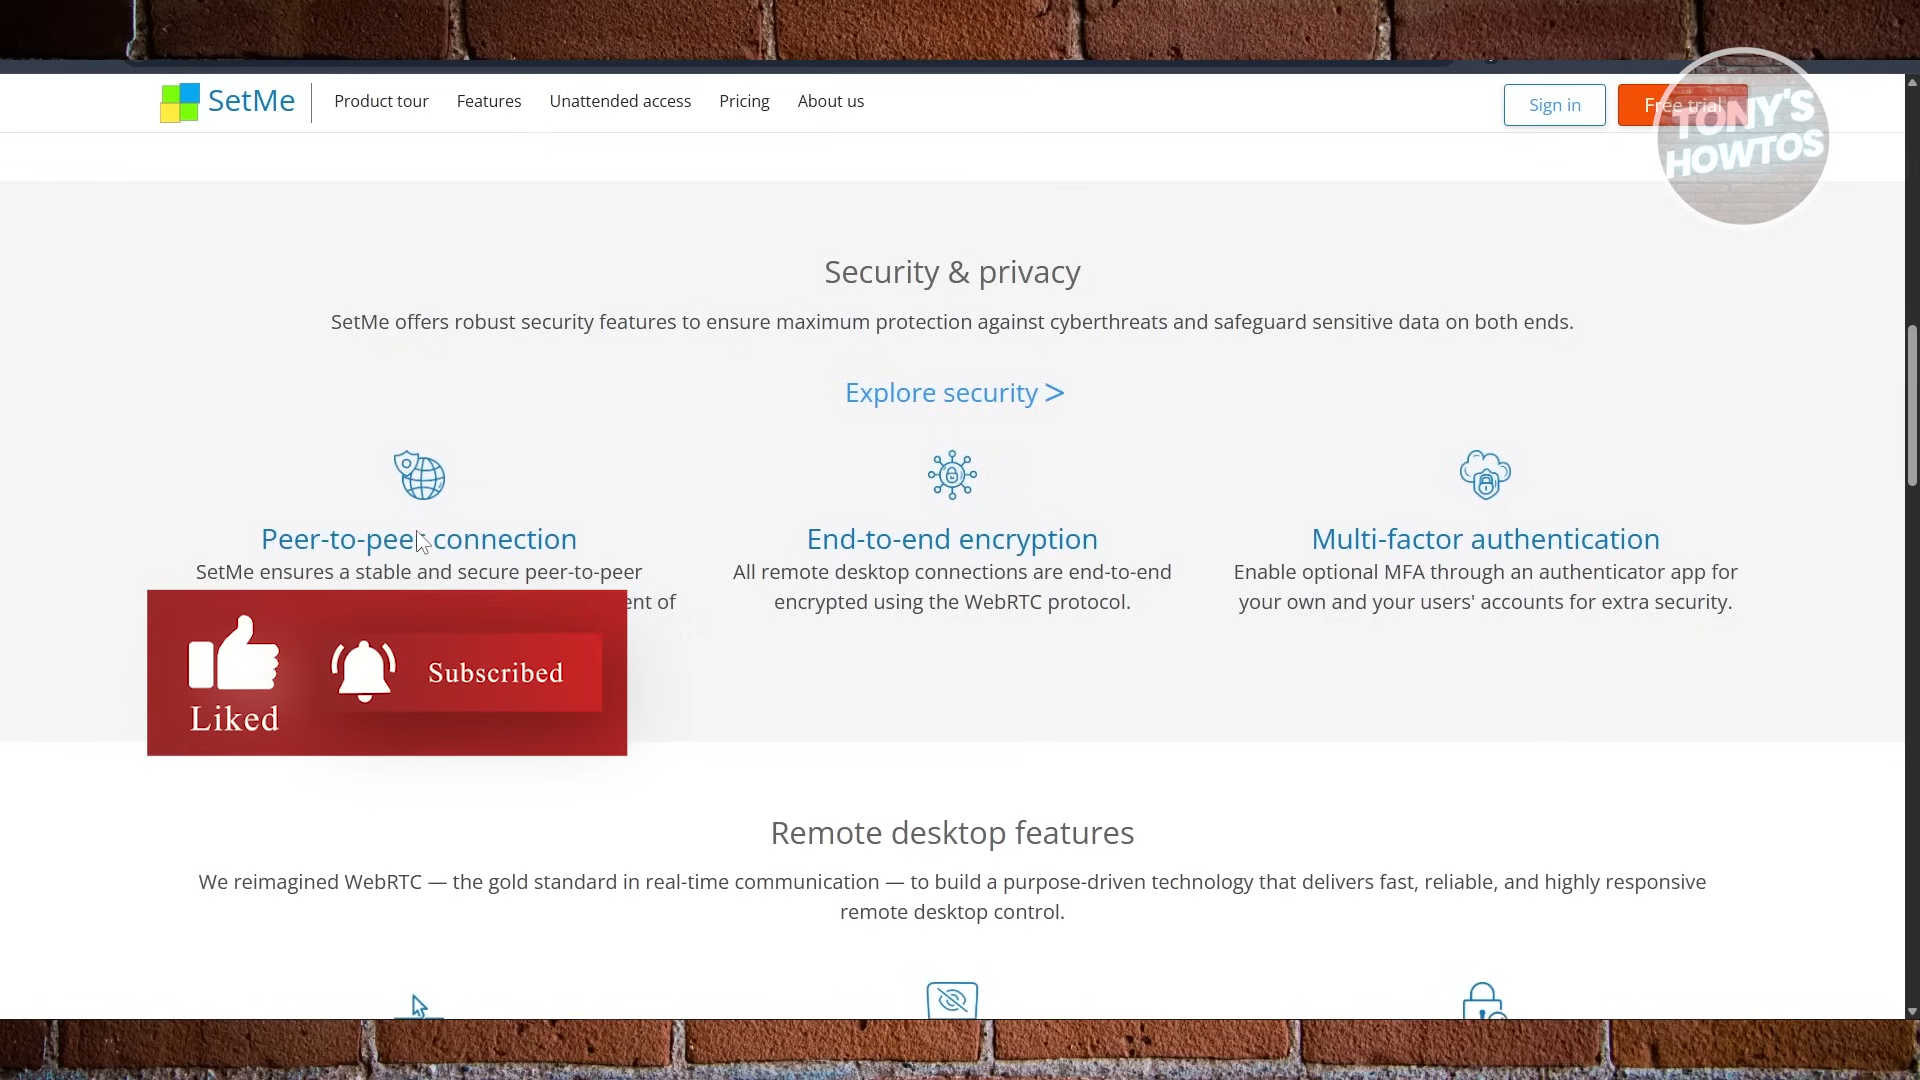 SetMe
Product tour
Features
Unattended access
Pricing
About us
Sign in
Free trial
TONY'S
HOWTOS
Security & privacy
SetMe offers robust security features to ensure maximum protection against cyberthreats and safeguard sensitive data on both ends.
Explore security >
Peer-to-peer connection
SetMe ensures a stable and secure peer-to-peer
ent of
End-to-end encryption
All remote desktop connections are end-to-end
encrypted using the WebRTC protocol.
Multi-factor authentication
Enable optional MFA through an authenticator app for
your own and your users' accounts for extra security.
Liked
Subscribed
Remote desktop features
We reimagined WebRTC — the gold standard in real-time communication — to build a purpose-driven technology that delivers fast, reliable, and highly responsive
remote desktop control.